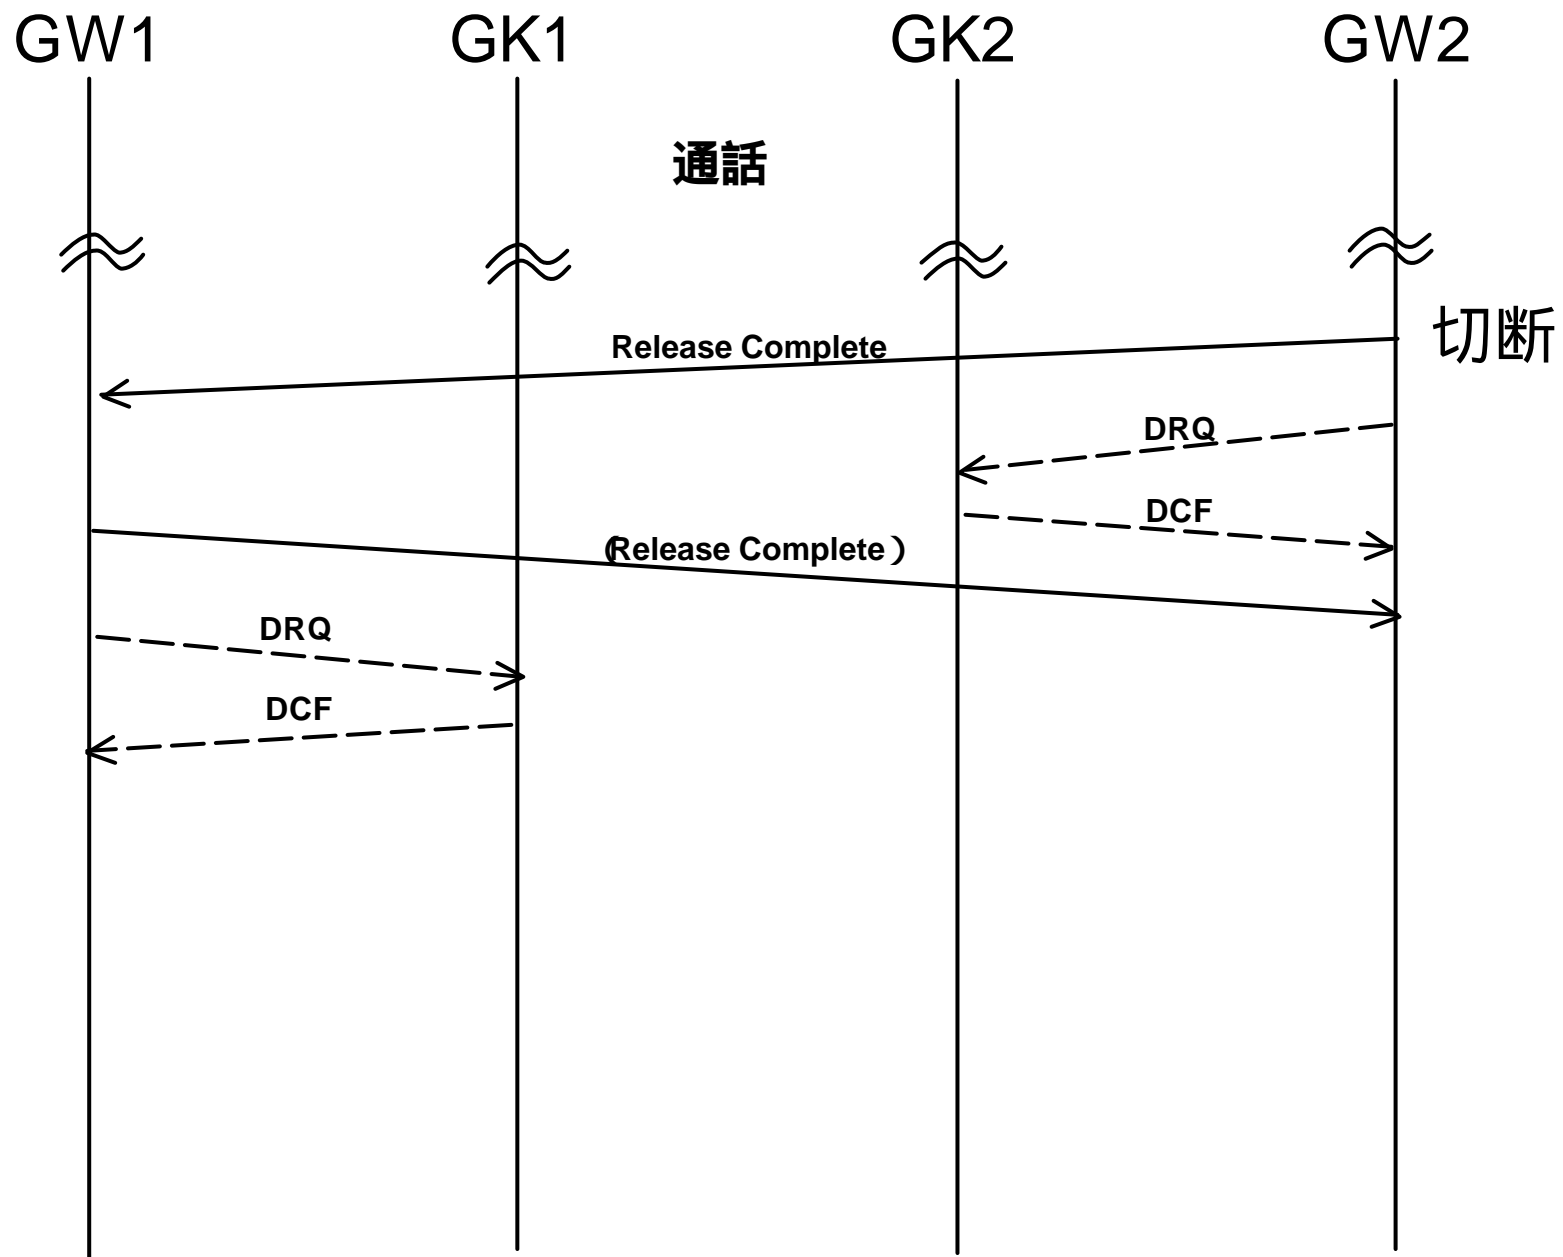 GW1 GK1 GK2 GW2
通話
切断
Release Complete
DRQ
DCF
（Release Complete）
DRQ
DCF